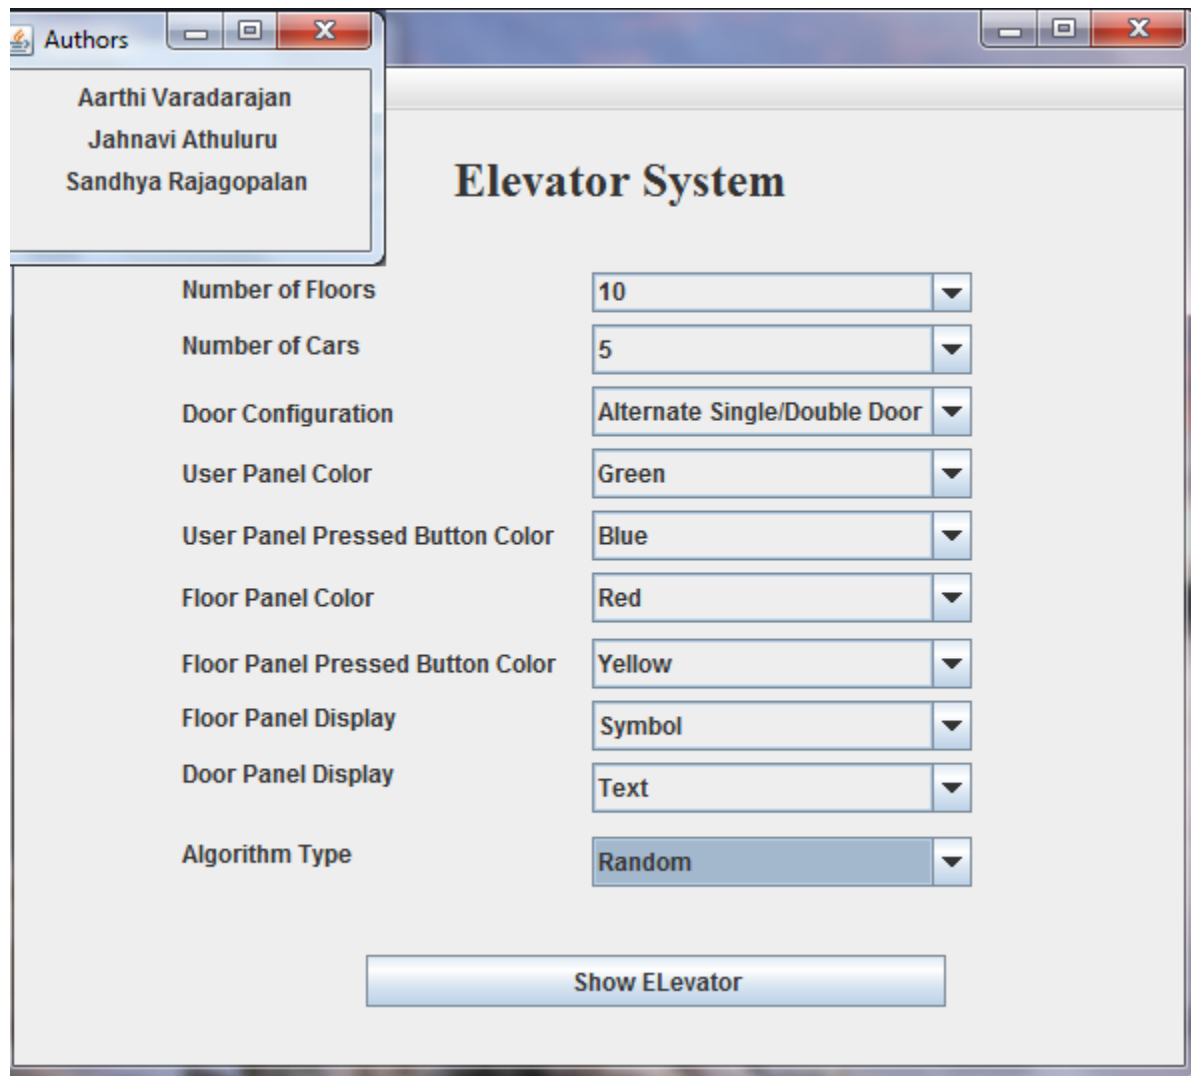 Authors
Aarthi Varadarajan
Jahnavi Athuluru
Sandhya Rajagopalan
Elevator System
Number of Floors 10
Number of Cars 5
Door Configuration Alternate Single/Double Door
User Panel Color Green
User Panel Pressed Button Color Blue
Floor Panel Color Red
Floor Panel Pressed Button Color Yellow
Floor Panel Display Symbol
Door Panel Display Text
Algorithm Type Random
Show ELevator